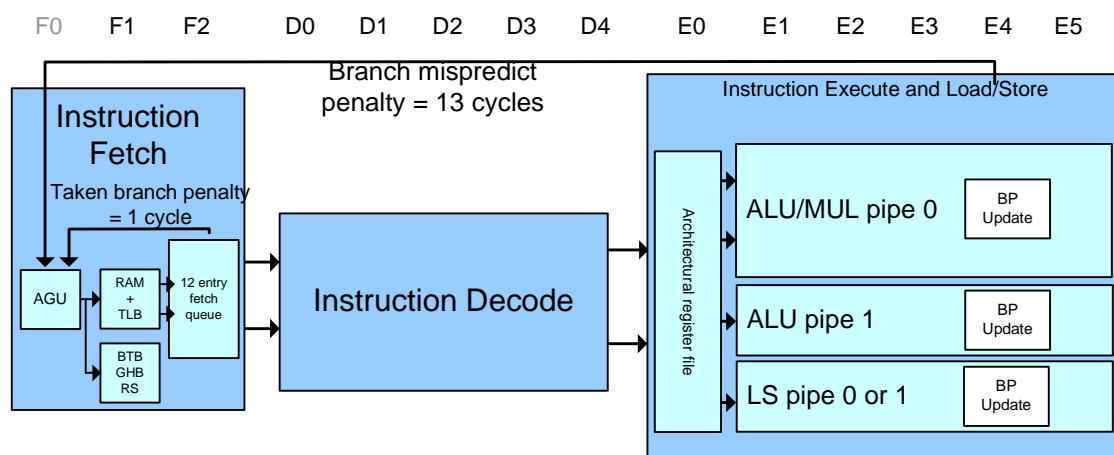 F0 F1 F2 D0 D1 D2 D3 D4 E0 E1 E2 E3 E4 E5
Branch mispredict
penalty = 13 cycles
Instruction Execute and Load/Store
Instruction
Fetch
Taken branch penalty
= 1 cycle
AGU
RAM
+
TLB
12 entry
fetch
queue
BTB
GHB
RS
Instruction Decode
Architectural register file
ALU/MUL pipe 0
BP
Update
ALU pipe 1
BP
Update
LS pipe 0 or 1
BP
Update